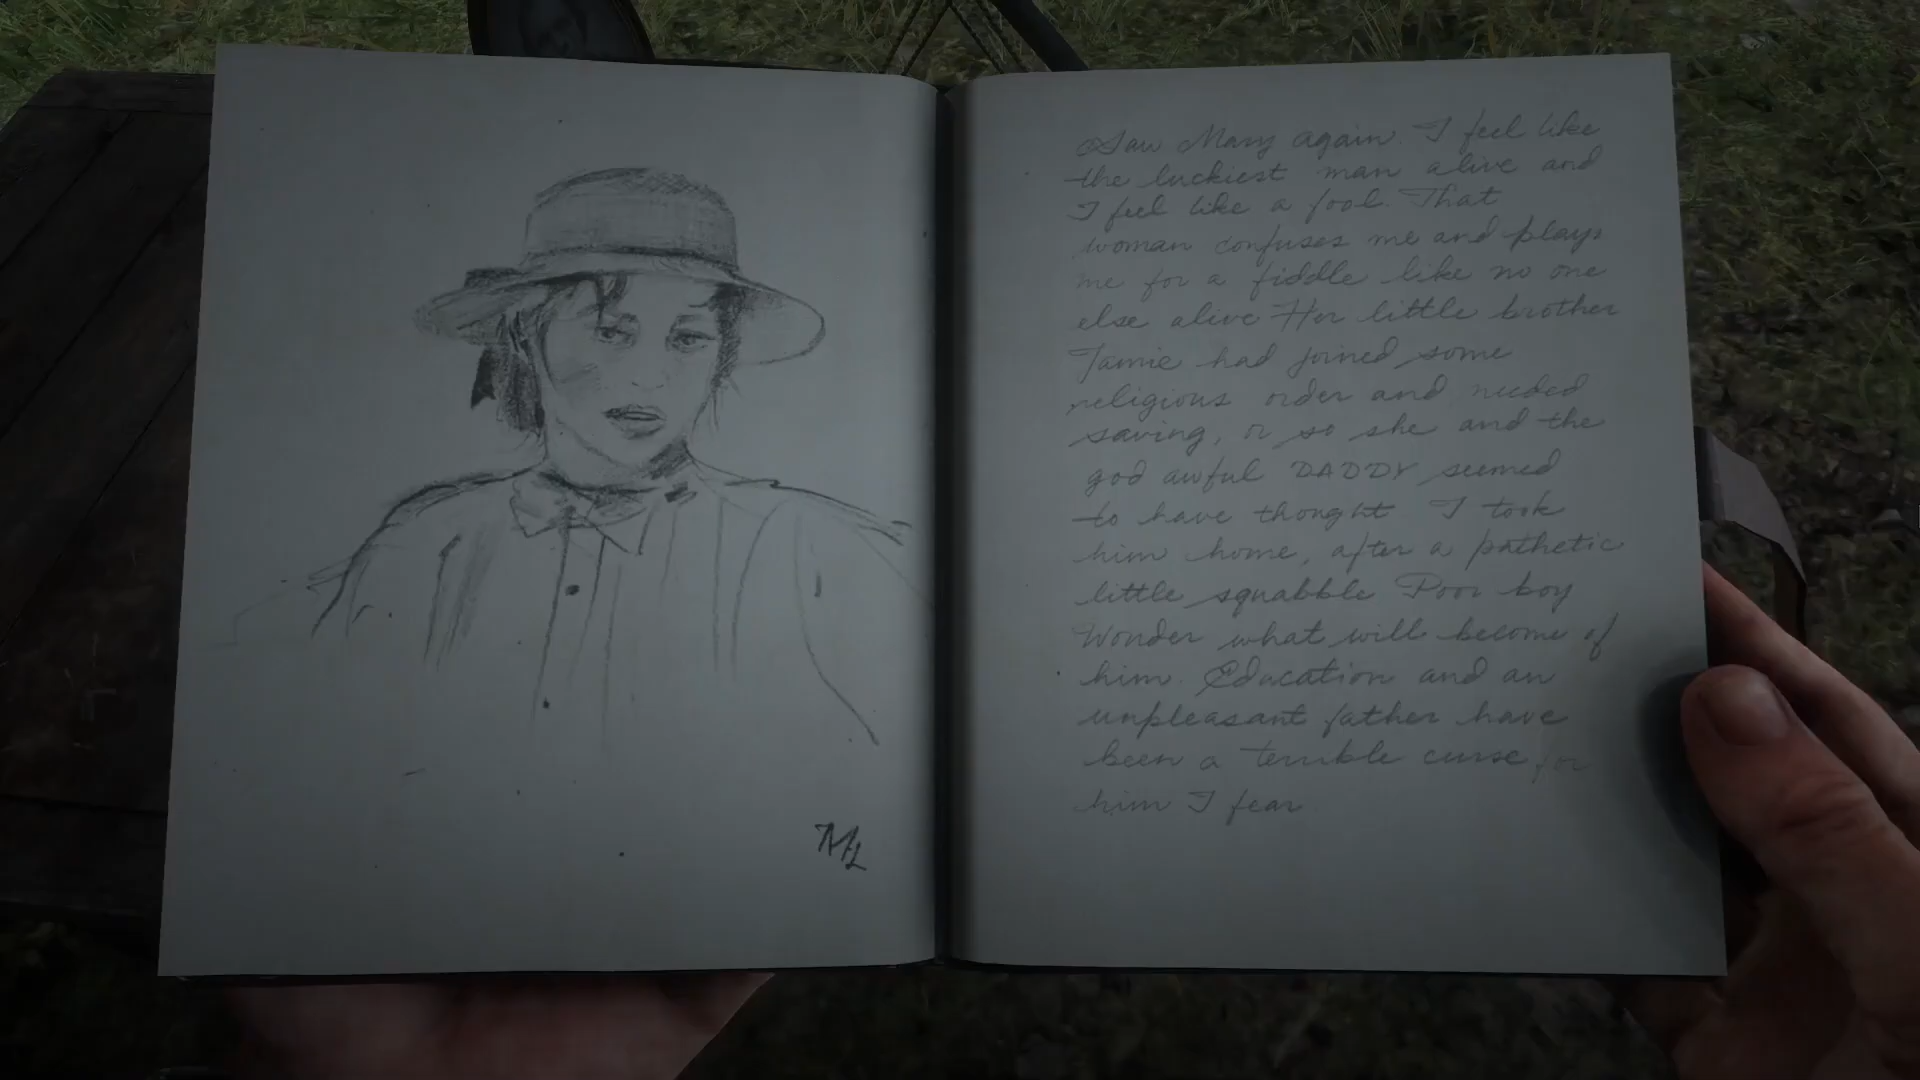 ML
Saw Mary again. I feel like
the luckiest man alive and
I feel like a fool. That
woman confuses me and plays
me for a fiddle like no one
else alive Her little brother
Jamie had joined some
religious order and needed
saving, or so she and the
god awful DADDY seemed
to have thought I took
him home, after a pathetic
little squabble Poor boy
Wonder what will become of
him. Education and an
unpleasant father have
been a terrible curse for
him I fear